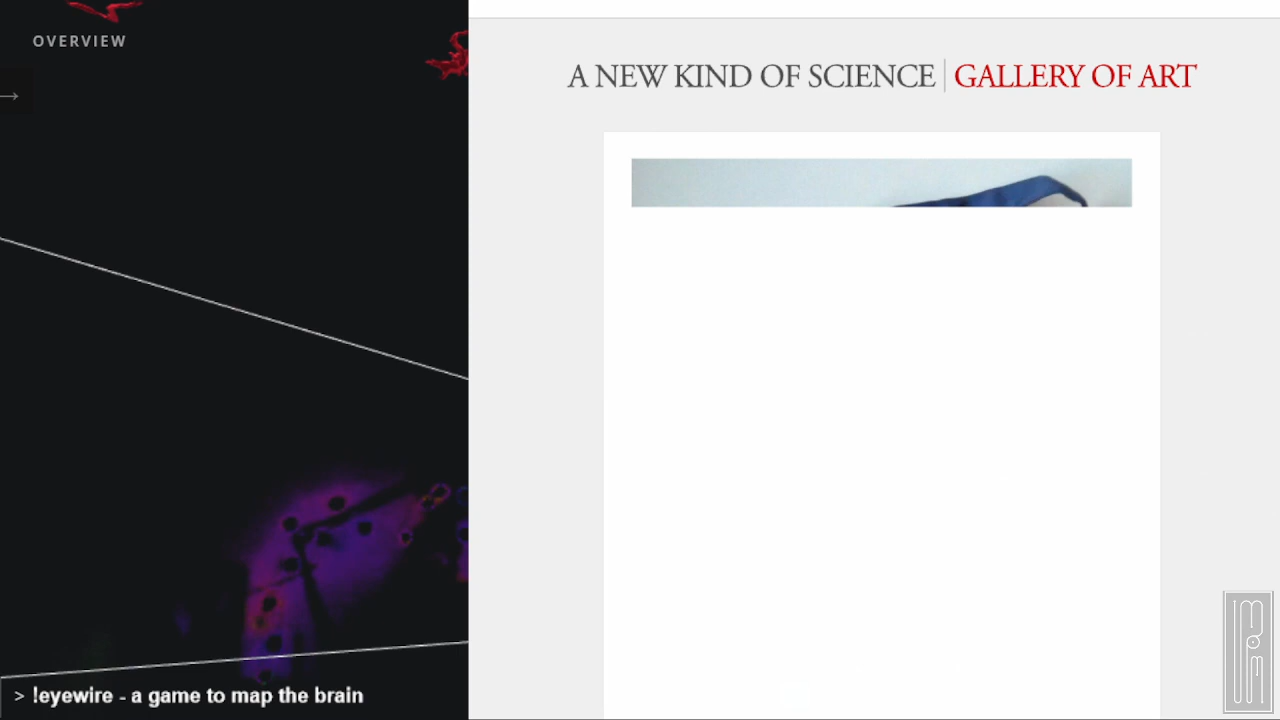 OVERVIEW
A NEW KIND OF SCIENCE | GALLERY OF ART
> !eyewire - a game to map the brain